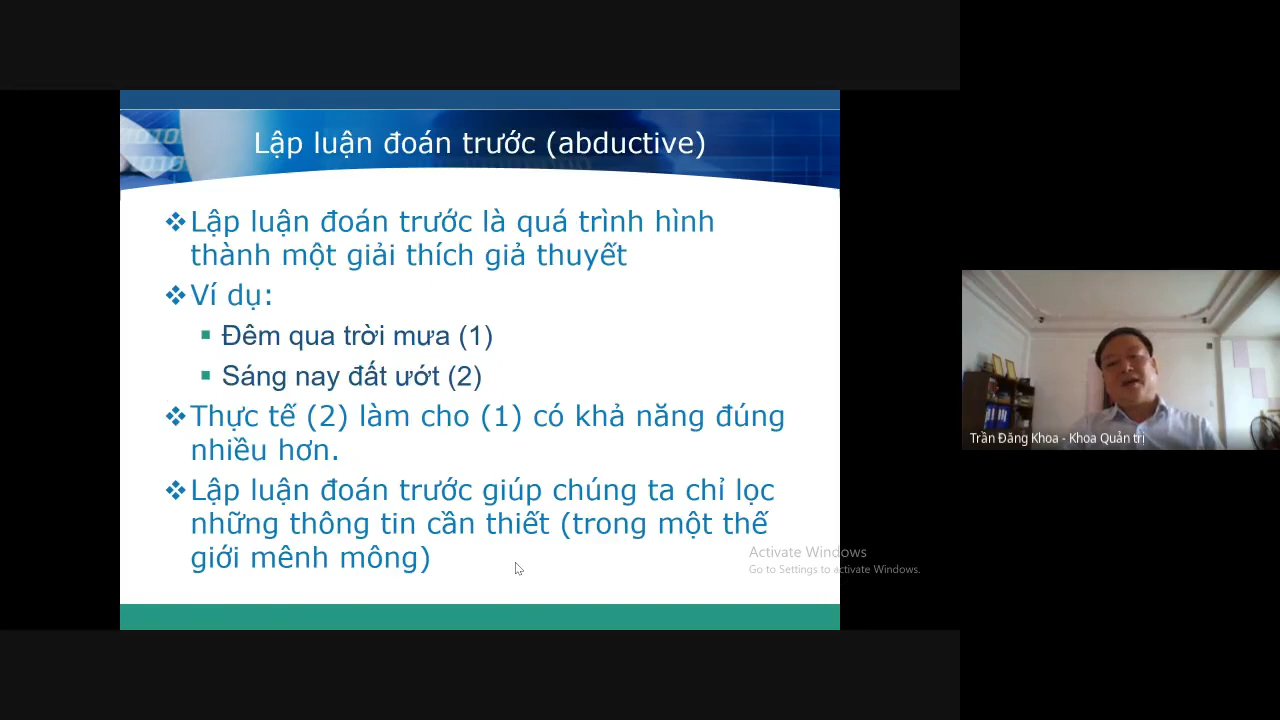 Lập luận đoán trước (abductive)
Lập luận đoán trước là quá trình hình
thành một giải thích giả thuyết
Ví dụ:
Đêm qua trời mưa (1)
Sáng nay đất ướt (2)
Thực tế (2) làm cho (1) có khả năng đúng
nhiều hơn.
Lập luận đoán trước giúp chúng ta chỉ lọc
những thông tin cần thiết (trong một thế
giới mênh mông)
Activate Windows
Go to Settings to activate Windows.
Trần Đăng Khoa - Khoa Quản trị